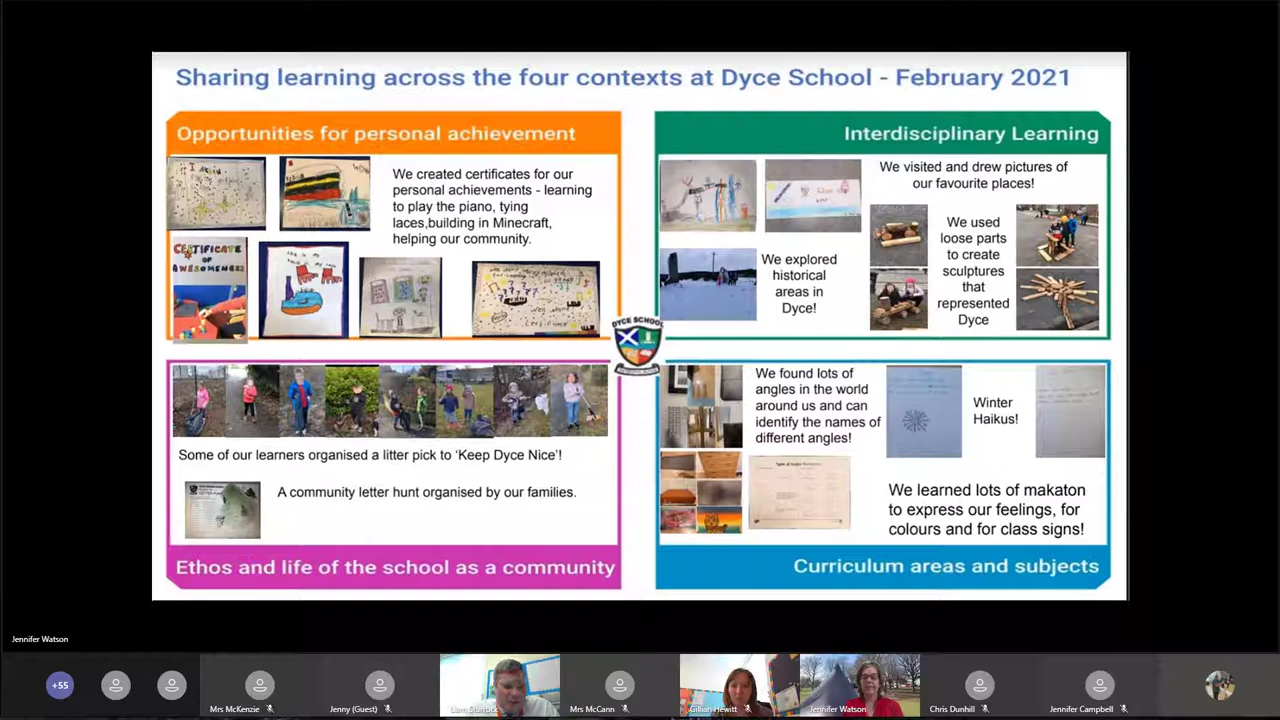 Sharing learning across the four contexts at Dyce School - February 2021
Opportunities for personal achievement
We created certificates for our
personal achievements - learning
to play the piano, tying
laces,building in Minecraft,
helping our community.
CERTIFICATE
OF
AWESOMENESS
Interdisciplinary Learning
We visited and drew pictures of
our favourite places!
We explored
historical
areas in
Dyce!
We used
loose parts
to create
sculptures
that
represented
Dyce
DYCE SCHOOL
Some of our learners organised a litter pick to 'Keep Dyce Nice'!
A community letter hunt organised by our families.
Ethos and life of the school as a community
We found lots of
angles in the world
around us and can
identify the names of
different angles!
Winter
Haikus!
We learned lots of makaton
to express our feelings, for
colours and for class signs!
Curriculum areas and subjects
Jennifer Watson
+55
Mrs McKenzie
Jenny (Guest)
Mrs McCann
Gillian Hewitt
Jennifer Watson
Chris Dunhill
Jennifer Campbell